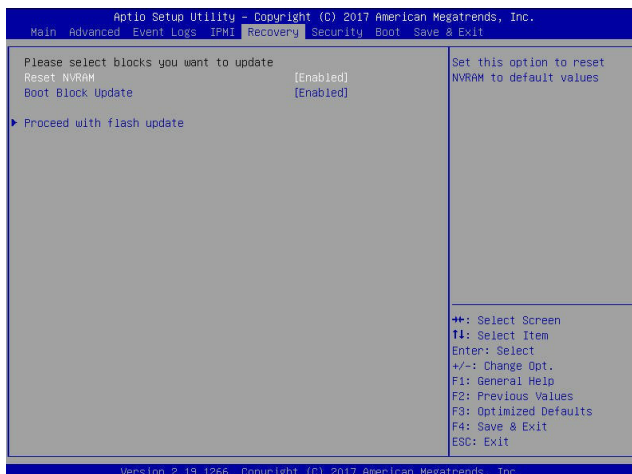 Aptio Setup Utility – Copyright (C) 2017 American Megatrends, Inc.
Main Advanced Event Logs IPMI Recovery Security Boot Save & Exit
Please select blocks you want to update
Reset NVRAM [Enabled]
Boot Block Update [Enabled]
Proceed with flash update
Set this option to reset
NVRAM to default values
→←: Select Screen
↑↓: Select Item
Enter: Select
+/-: Change Opt.
F1: General Help
F2: Previous Values
F3: Optimized Defaults
F4: Save & Exit
ESC: Exit
Version 2.19.1266. Copyright (C) 2017 American Megatrends, Inc.